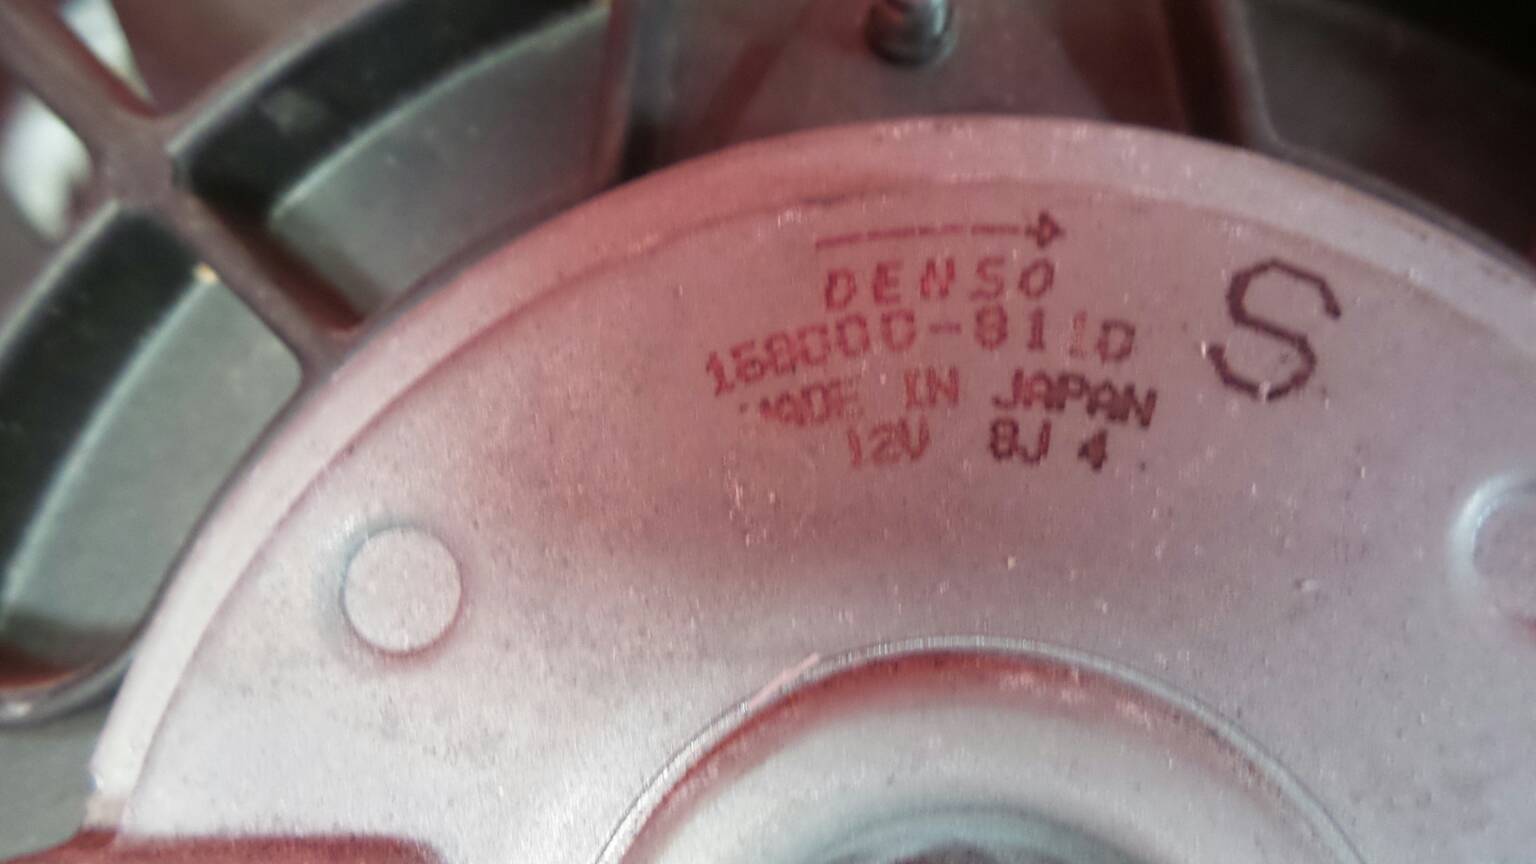 DENSO
S
168000-8110
MADE IN JAPAN
12V 8J 4